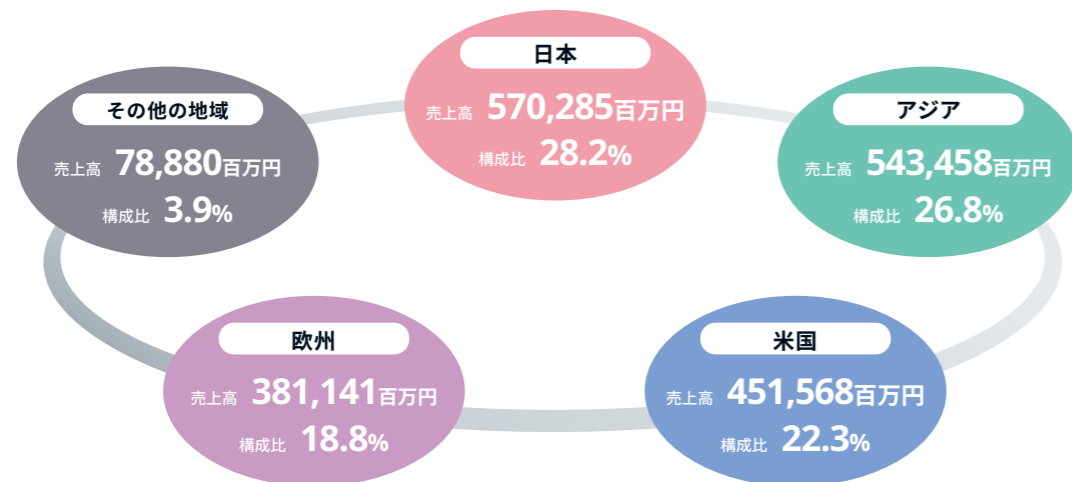 日本
売上高 570,285百万円
構成比 28.2%
その他の地域
売上高 78,880百万円
構成比 3.9%
アジア
売上高 543,458百万円
構成比 26.8%
欧州
売上高 381,141百万円
構成比 18.8%
米国
売上高 451,568百万円
構成比 22.3%